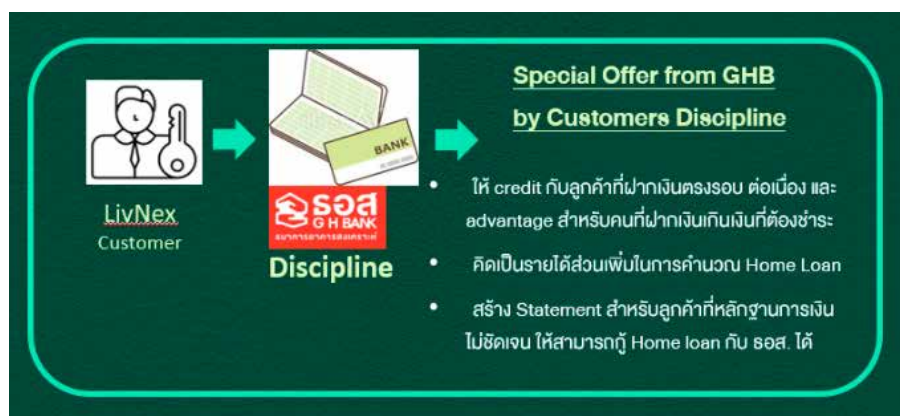 LivNex
Customer
BANK
ธอส
G H BANK
ธนาคารอาคารสงเคราะห์
Discipline
Special Offer from GHB
by Customers Discipline
• ให้ credit กับลูกค้าที่ฝากเงินตรงรอบ ต่อเนื่อง และ
advantage สำหรับคนที่ฝากเงินเกินเงินที่ต้องชำระ
• คิดเป็นรายได้ส่วนเพิ่มในการคำนวณ Home Loan
• สร้าง Statement สำหรับลูกค้าที่หลักฐานการเงิน
ไม่ชัดเจน ให้สามารถกู้ Home loan กับ ธอส. ได้